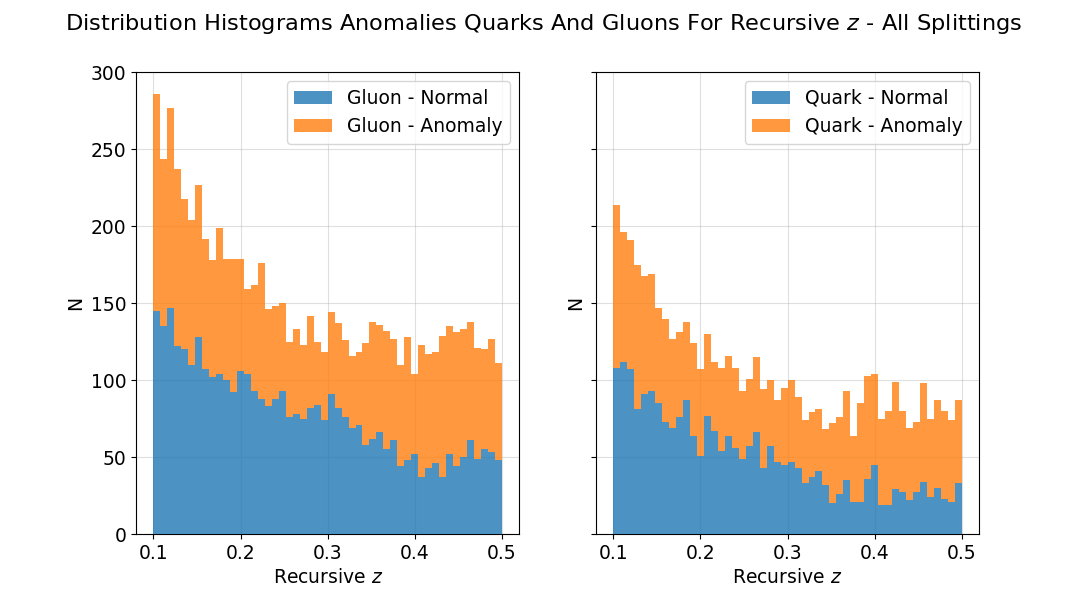 Distribution Histograms Anomalies Quarks And Gluons For Recursive z - All Splittings
Gluon - Normal
Gluon - Anomaly
N
300
250
200
150
100
50
0
0.1 0.2 0.3 0.4 0.5
Recursive z
Quark - Normal
Quark - Anomaly
N
0.1 0.2 0.3 0.4 0.5
Recursive z